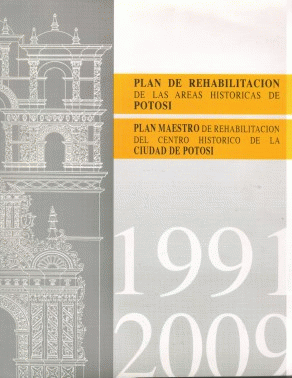 PLAN DE REHABILITACION
DE LAS AREAS HISTORICAS DE
POTOSI
PLAN MAESTRO DE REHABILITACION
DEL CENTRO HISTORICO DE LA
CIUDAD DE POTOSI
1991
2009